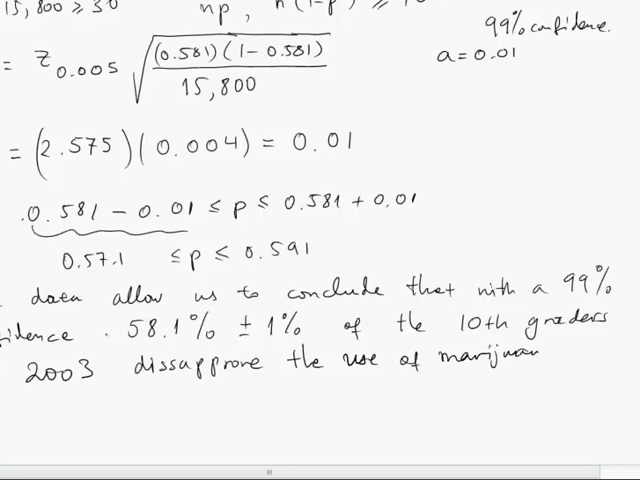 15,800 ≥ 30 np, n(1-p) ≥ 10
99% confidence.
a = 0.01
= Z0.005 √((0.581)(1 - 0.581) / 15,800)
= (2.575)(0.004) = 0.01
0.581 - 0.01 ≤ p ≤ 0.581 + 0.01
0.57.1 ≤ p ≤ 0.591
data allow us to conclude that with a 99%
idence 58.1% ± 1% of the 10th graders
2003 dissapprove the use of marijuan